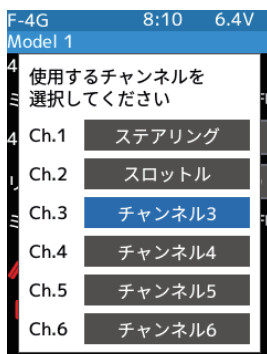 F-4G 8:10 6.4V
Model 1
使用するチャンネルを
選択してください
Ch.1 ステアリング
Ch.2 スロットル
Ch.3 チャンネル3
Ch.4 チャンネル4
Ch.5 チャンネル5
Ch.6 チャンネル6